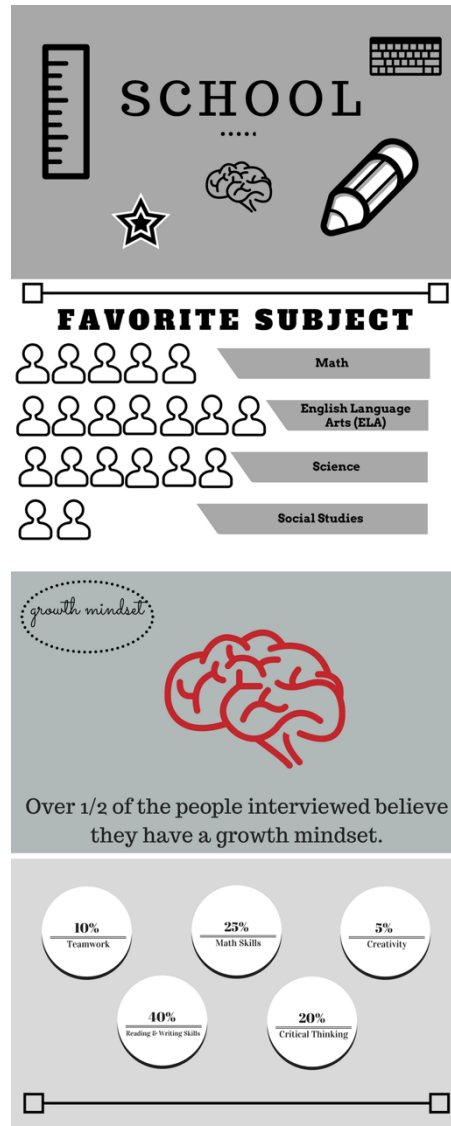 SCHOOL
FAVORITE SUBJECT
Math
English Language
Arts (ELA)
Science
Social Studies
growth mindset
Over 1/2 of the people interviewed believe
they have a growth mindset.
10%
Teamwork
25%
Math Skills
5%
Creativity
40%
Reading & Writing Skills
20%
Critical Thinking